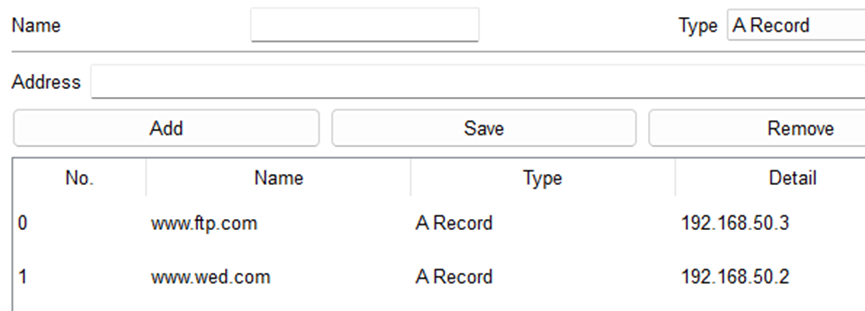 Name Type A Record
Address
Add Save Remove
No. Name Type Detail
0 www.ftp.com A Record 192.168.50.3
1 www.wed.com A Record 192.168.50.2